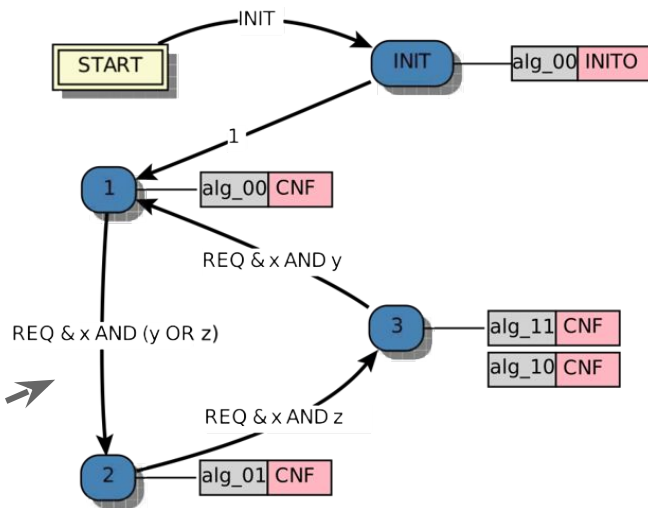 INIT
START
INIT
alg_00 INITO
1
1
alg_00 CNF
REQ & x AND y
REQ & x AND (y OR z)
3
alg_11 CNF
alg_10 CNF
REQ & x AND z
2
alg_01 CNF